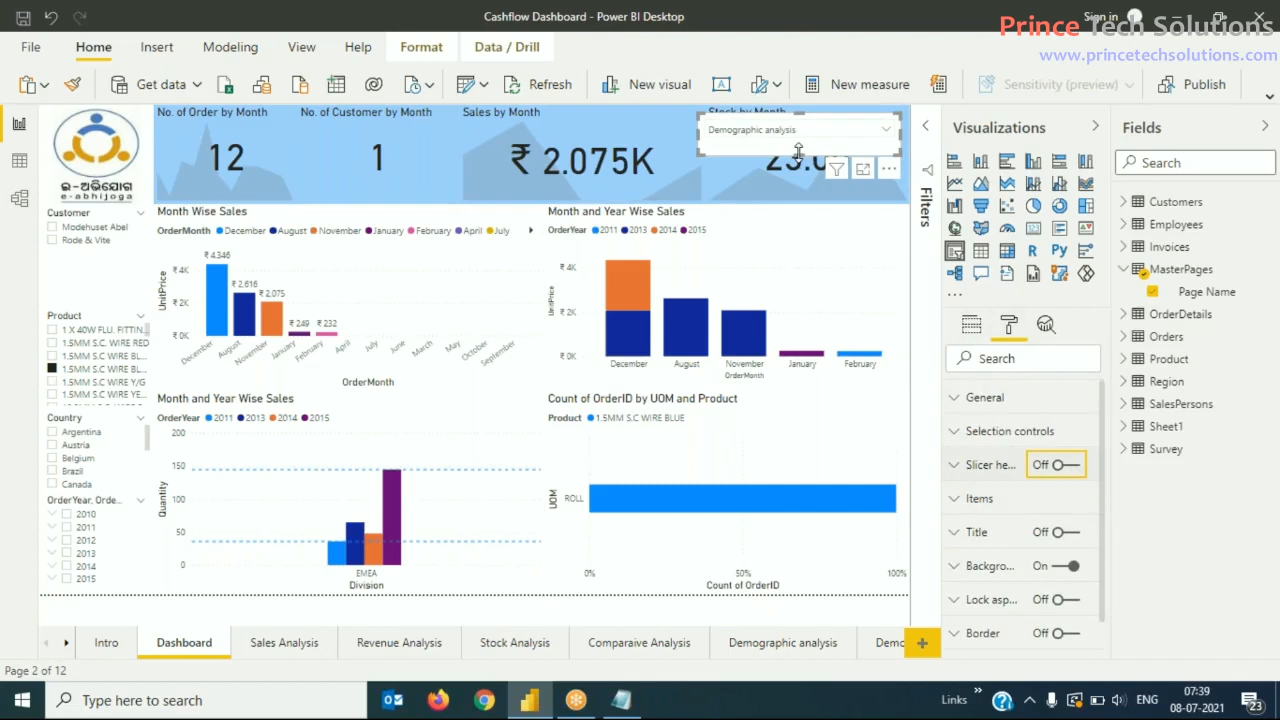 Cashflow Dashboard - Power BI Desktop
Sign in
Prince Tech Solutions
www.princetechsolutions.com
File
Home
Insert
Modeling
View
Help
Format
Data / Drill
Get data
Refresh
New visual
New measure
Sensitivity (preview)
Publish
ଇ-ଅଭିଯୋଗ
e-abhijoga
No. of Order by Month
12
No. of Customer by Month
1
Sales by Month
₹ 2.075K
Stock by Month
Demographic analysis
Customer
Modehuset Abel
Rode & Vite
Product
1 X 40W FLU. FITTIN...
1.5MM S.C. WIRE RED
1.5MM S.C WIRE BL...
1.5MM S.C WIRE BL...
1.5MM S.C WIRE Y/G
1.5MM S.C WIRE YE...
Country
Argentina
Austria
Belgium
Brazil
Canada
OrderYear, Orde...
2010
2011
2012
2013
2014
2015
Month Wise Sales
OrderMonth December August November January February April July
₹ 4K
₹ 2K
₹ 0K
UnitPrice
₹ 4,346
₹ 2,616
₹ 2,075
₹ 249
₹ 232
December August November January February April July June March May October September
OrderMonth
Month and Year Wise Sales
OrderYear 2011 2013 2014 2015
₹ 4K
₹ 2K
₹ 0K
UnitPrice
December August November January February
OrderMonth
Month and Year Wise Sales
OrderYear 2011 2013 2014 2015
200
150
100
50
0
Quantity
EMEA
Division
Count of OrderID by UOM and Product
Product 1.5MM S.C WIRE BLUE
UOM
ROLL
0% 50% 100%
Count of OrderID
Filters
Visualizations
R
Py
Search
General
Selection controls
Slicer he... Off
Items
Title Off
Backgro... On
Lock asp... Off
Border Off
Fields
Search
Customers
Employees
Invoices
MasterPages
Page Name
OrderDetails
Orders
Product
Region
SalesPersons
Sheet1
Survey
Intro
Dashboard
Sales Analysis
Revenue Analysis
Stock Analysis
Comparaive Analysis
Demographic analysis
Demo
Page 2 of 12
Type here to search
Links
ENG
07:39
08-07-2021
23